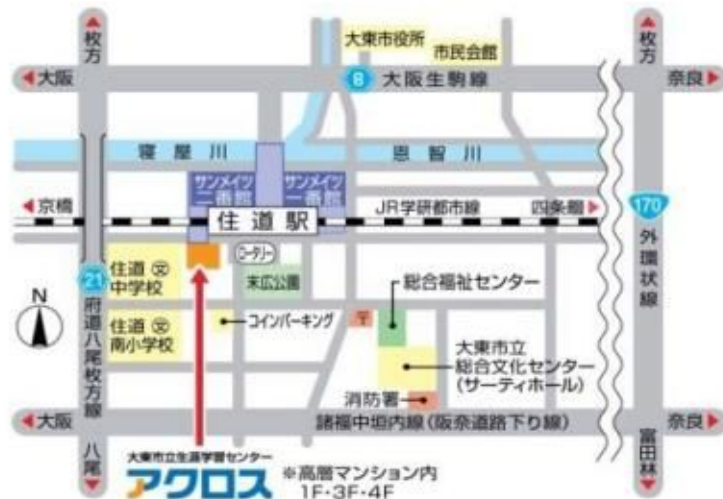 枚方
枚方
大東市役所
市民会館
大阪
8
大阪生駒線
奈良
寝屋川
恩智川
サンメイツ
二番館
サンメイツ
一番館
京橋
住道駅
JR学研都市線
四条畷
170
外環状線
ロータリー
住道 文
中学校
末広公園
21
府道八尾枚方線
総合福祉センター
N
住道 文
南小学校
コインパーキング
〒
大東市立
総合文化センター
(サーティホール)
消防署
大阪
諸福中垣内線(阪奈道路下り線)
奈良
八尾
富田林
大東市立生涯学習センター
アクロス
※高層マンション内
1F・3F・4F